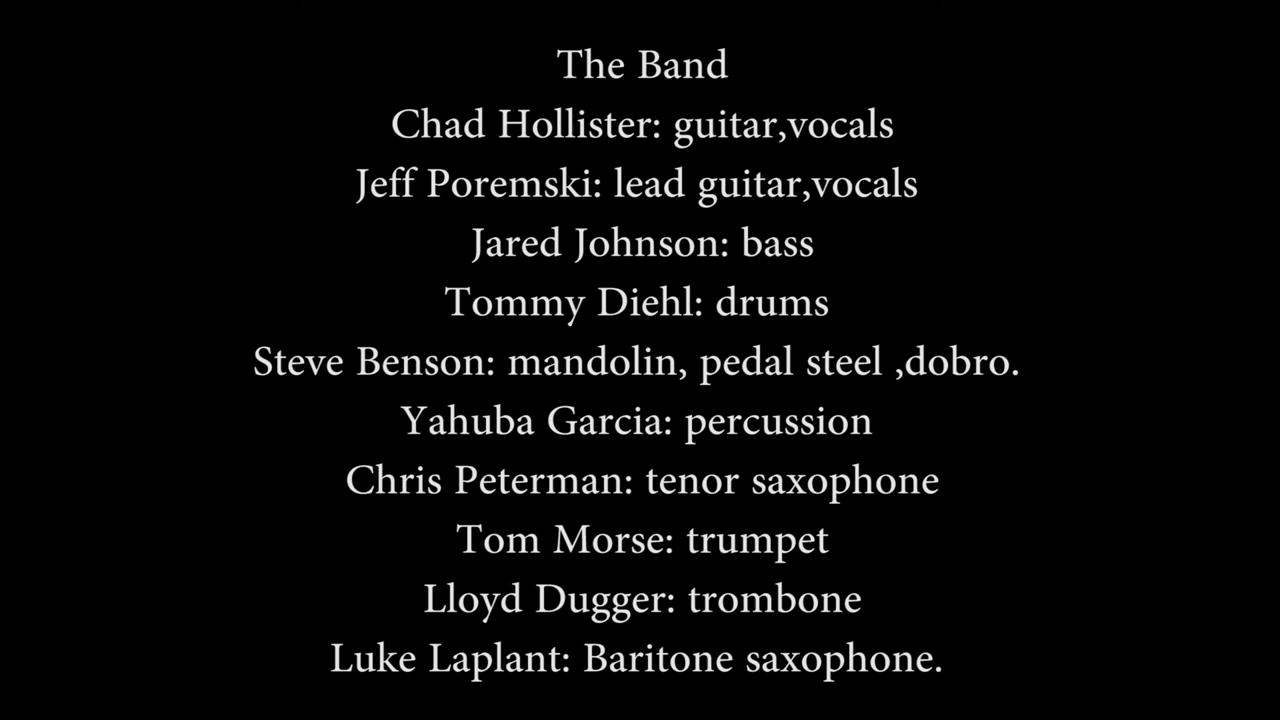 The Band
Chad Hollister: guitar,vocals
Jeff Poremski: lead guitar,vocals
Jared Johnson: bass
Tommy Diehl: drums
Steve Benson: mandolin, pedal steel ,dobro.
Yahuba Garcia: percussion
Chris Peterman: tenor saxophone
Tom Morse: trumpet
Lloyd Dugger: trombone
Luke Laplant: Baritone saxophone.